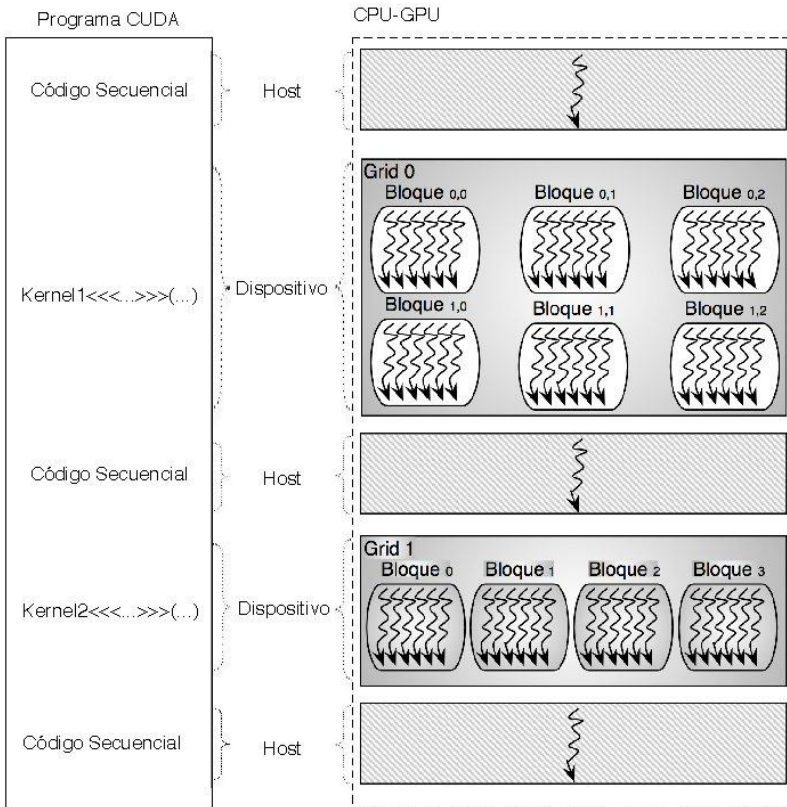 Programa CUDA
CPU-GPU
Código Secuencial
Host
Grid 0
Bloque 0,0
Bloque 0,1
Bloque 0,2
Kernel1<<<...>>>(...)
Dispositivo
Bloque 1,0
Bloque 1,1
Bloque 1,2
Código Secuencial
Host
Grid 1
Bloque 0
Bloque 1
Bloque 2
Bloque 3
Kernel2<<<...>>>(...)
Dispositivo
Código Secuencial
Host